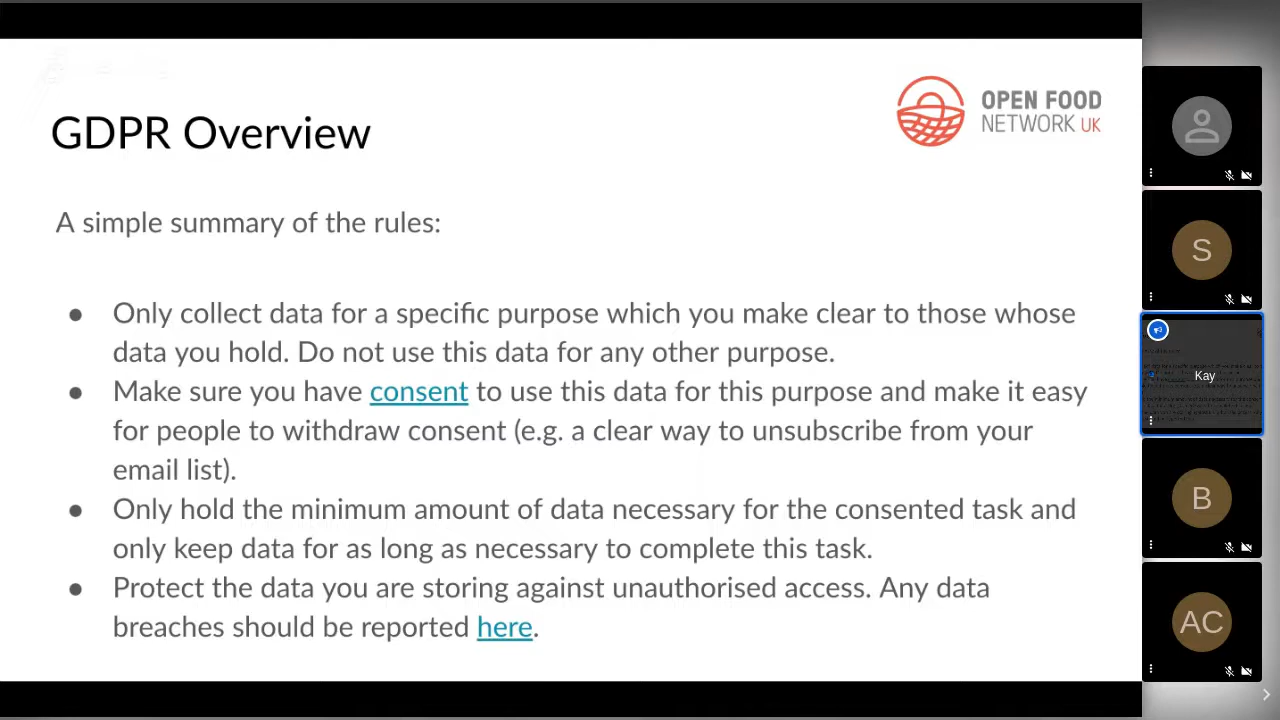 GDPR Overview
OPEN FOOD
NETWORK UK
A simple summary of the rules:
● Only collect data for a specific purpose which you make clear to those whose
data you hold. Do not use this data for any other purpose.
● Make sure you have consent to use this data for this purpose and make it easy
for people to withdraw consent (e.g. a clear way to unsubscribe from your
email list).
● Only hold the minimum amount of data necessary for the consented task and
only keep data for as long as necessary to complete this task.
● Protect the data you are storing against unauthorised access. Any data
breaches should be reported here.
S
Kay
B
AC